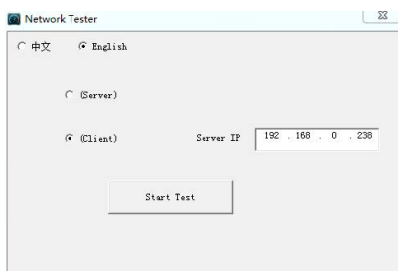 Network Tester
中文 English
(Server)
(Client) Server IP 192 . 168 . 0 . 238
Start Test